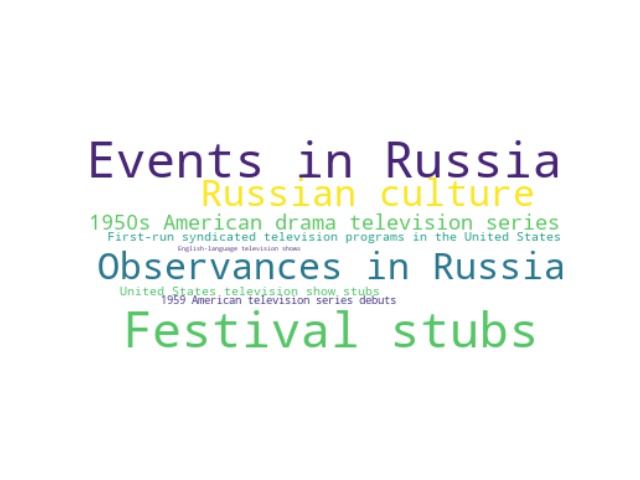 Events in Russia
Russian culture
1950s American drama television series
First-run syndicated television programs in the United States
English-language television shows
Observances in Russia
United States television show stubs
1959 American television series debuts
Festival stubs